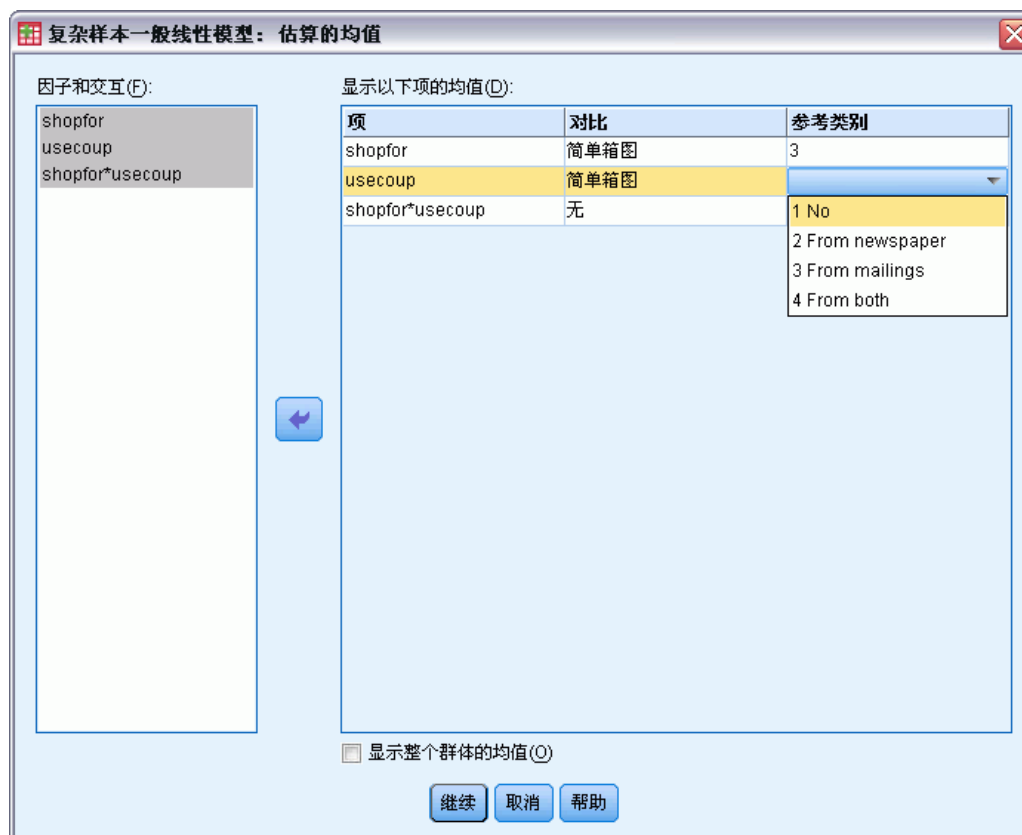 复杂样本一般线性模型：估算的均值
因子和交互(F):
显示以下项的均值(D):
shopfor
usecoup
shopfor*usecoup
项 对比 参考类别
shopfor 简单箱图 3
usecoup 简单箱图
shopfor*usecoup 无
1 No
2 From newspaper
3 From mailings
4 From both
显示整个群体的均值(O)
继续 取消 帮助